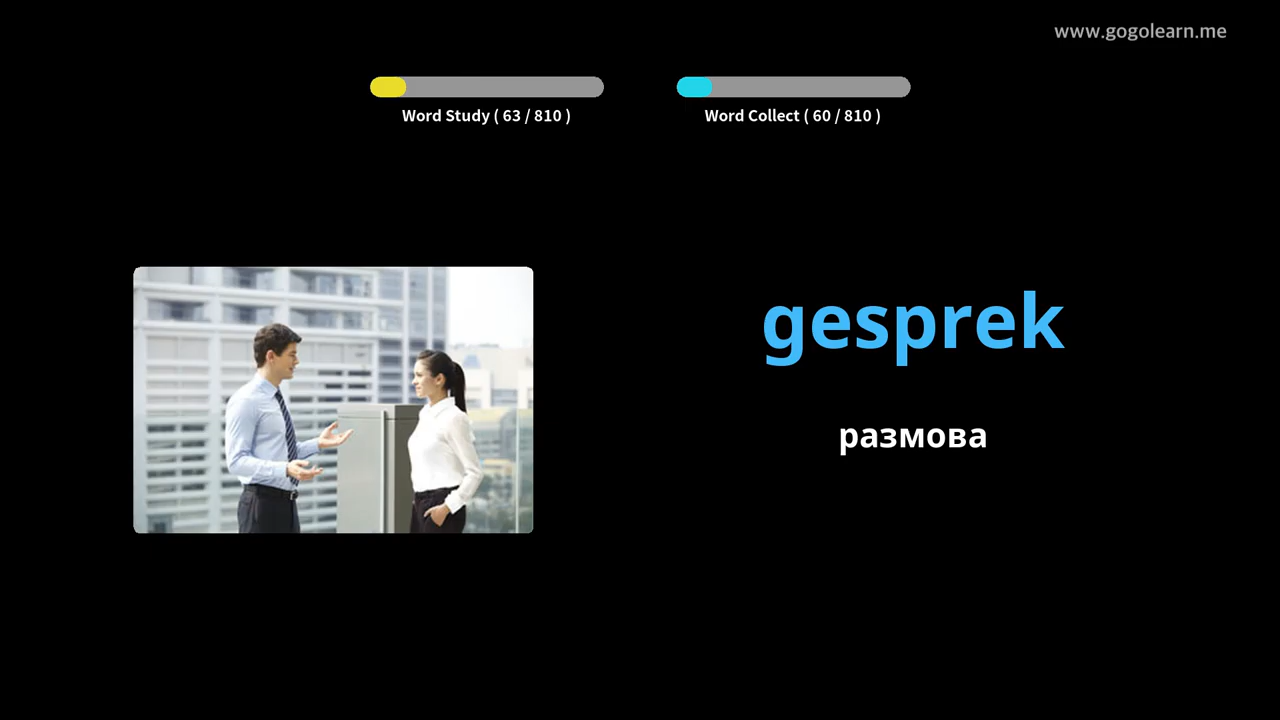 www.gogolearn.me
Word Study ( 63 / 810 )
Word Collect ( 60 / 810 )
gesprek
размова